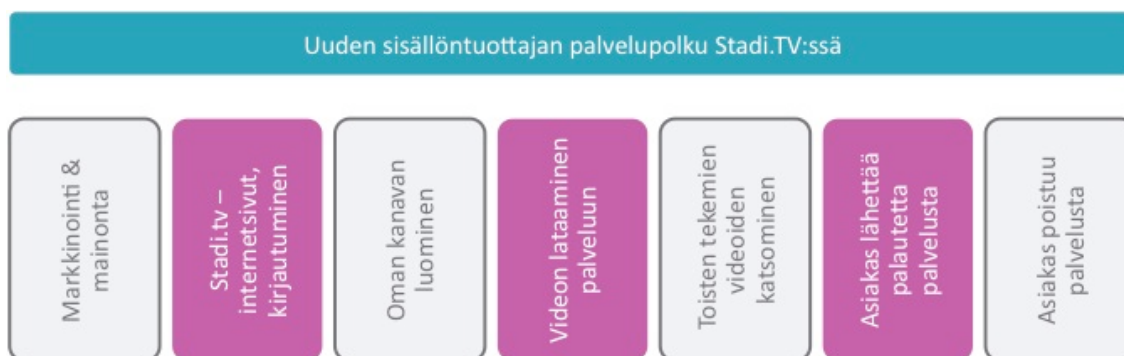 Uuden sisällöntuottajan palvelupolku Stadi.TV:ssä
Markkinointi &
mainonta
Stadi.tv –
internetsivut,
kirjautuminen
Oman kanavan
luominen
Videon lataaminen
palveluun
Toisten tekemien
videoiden
katsominen
Asiakas lähettää
palautetta
palvelusta
Asiakas poistuu
palvelusta